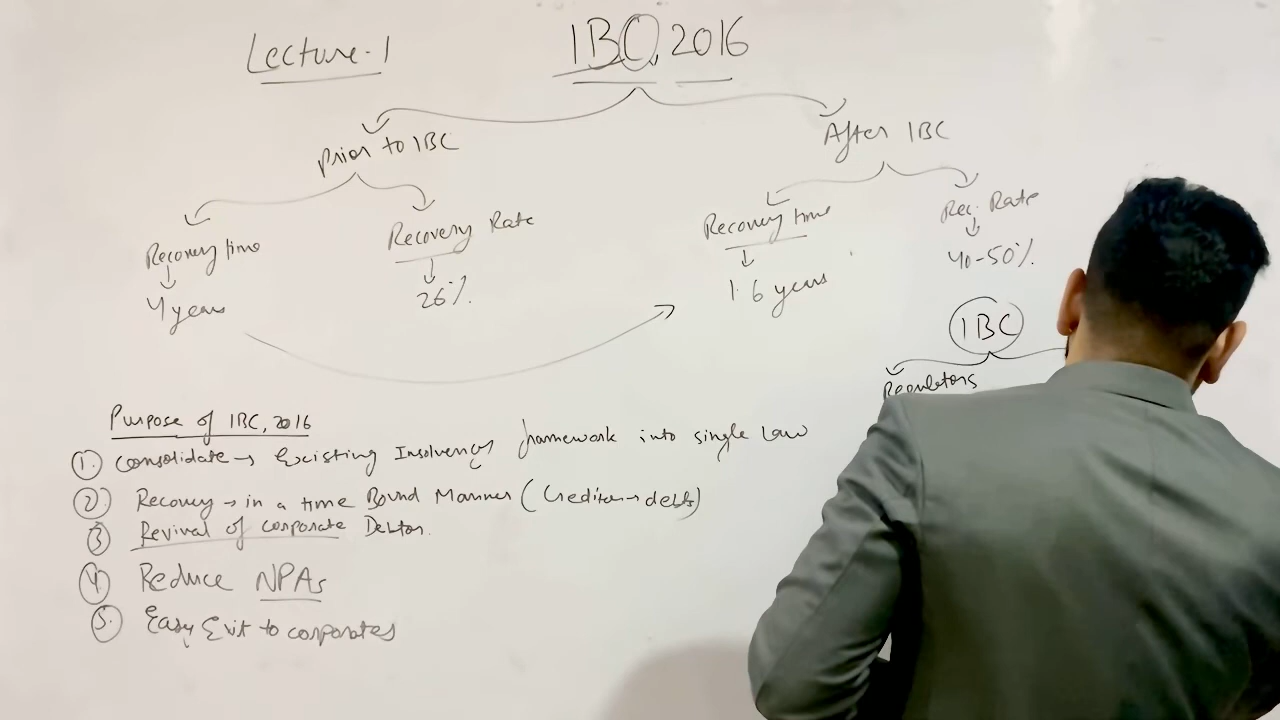 Lecture-1
IBC, 2016
Prior to IBC
After IBC
Recovery time
4 years
Recovery Rate
26%
Recovery time
1.6 years
Rec. Rate
40-50%
IBC
Regulators
Purpose of IBC, 2016
1. Consolidate → Existing Insolvency framework into single Law
2) Recovery → in a time Bound Manner (Creditor → debts)
3 Revival of corporate Debtor.
4 Reduce NPAs
5. Easy Exit to corporates